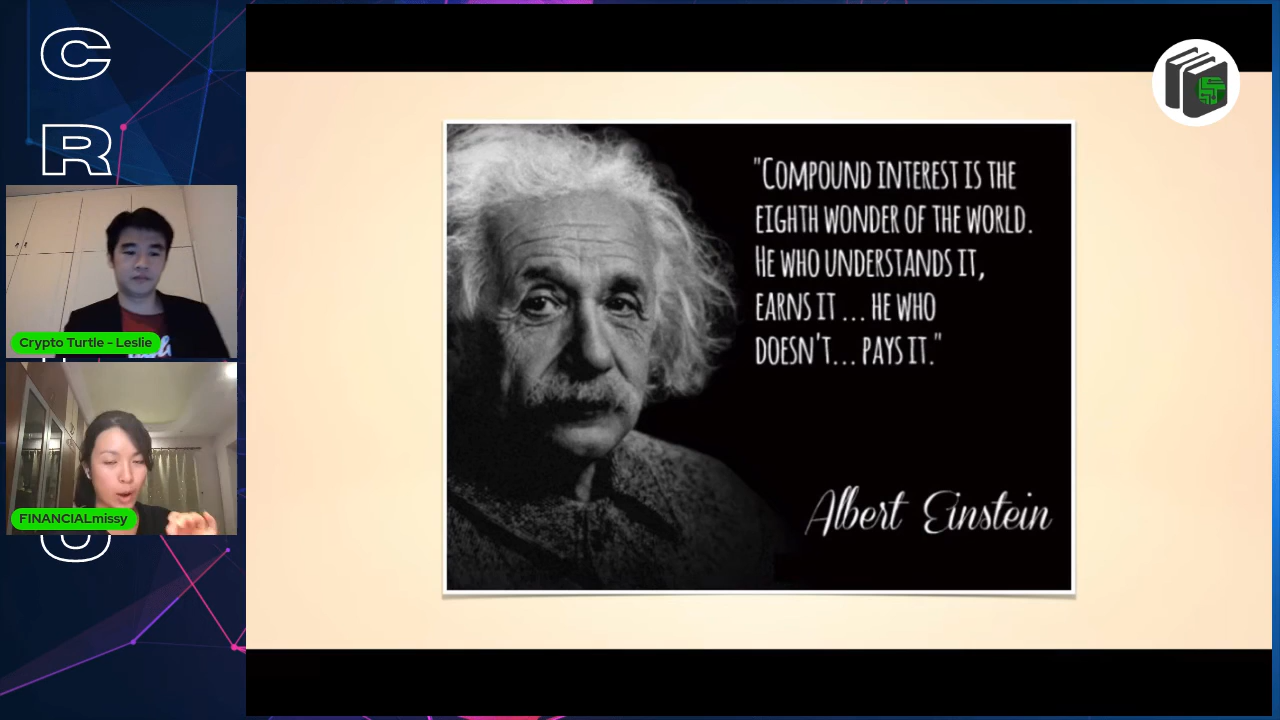 C
R
Crypto Turtle - Leslie
FINANCIALmissy
"COMPOUND INTEREST IS THE
EIGHTH WONDER OF THE WORLD.
HE WHO UNDERSTANDS IT,
EARNS IT ... HE WHO
DOESN'T... PAYS IT."
Albert Einstein